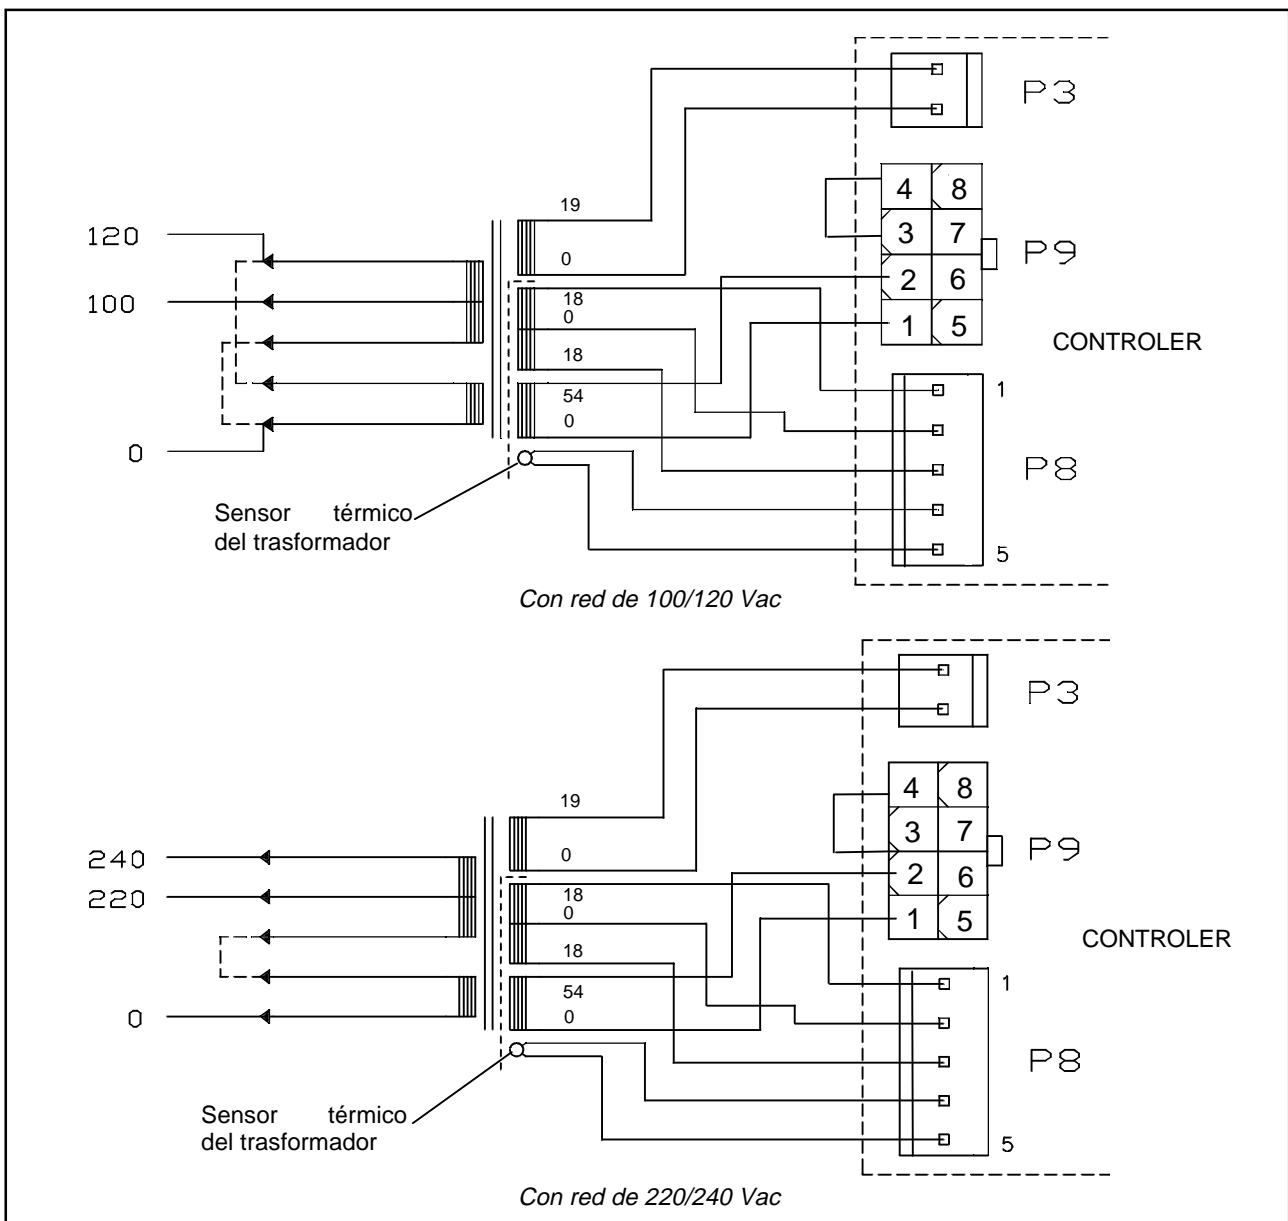 P3
19
4 8
120
3 7
0
P9
2 6
100
18
0
1 5
CONTROLER
18
1
54
0
0
P8
Sensor térmico
del trasformador
5
Con red de 100/120 Vac
P3
4 8
19
3 7
240
0
P9
2 6
220
18
0
1 5
CONTROLER
18
1
54
0
0
P8
Sensor térmico
del trasformador
5
Con red de 220/240 Vac